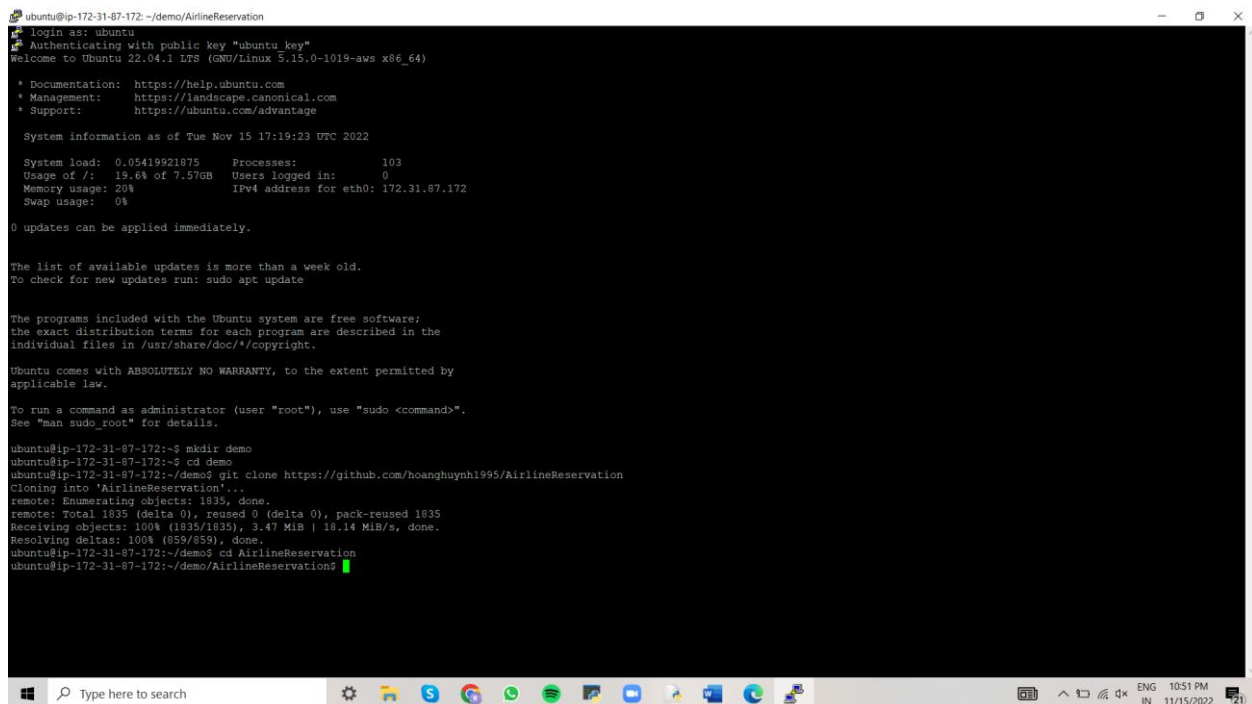 ubuntu@ip-172-31-87-172: ~/demo/AirlineReservation
login as: ubuntu
Authenticating with public key "ubuntu_key"
Welcome to Ubuntu 22.04.1 LTS (GNU/Linux 5.15.0-1019-aws x86_64)
* Documentation: https://help.ubuntu.com
* Management: https://landscape.canonical.com
* Support: https://ubuntu.com/advantage
System information as of Tue Nov 15 17:19:23 UTC 2022
System load: 0.05419921875 Processes: 103
Usage of /: 19.6% of 7.57GB Users logged in: 0
Memory usage: 20% IPv4 address for eth0: 172.31.87.172
Swap usage: 0%
0 updates can be applied immediately.
The list of available updates is more than a week old.
To check for new updates run: sudo apt update
The programs included with the Ubuntu system are free software;
the exact distribution terms for each program are described in the
individual files in /usr/share/doc/*/copyright.
Ubuntu comes with ABSOLUTELY NO WARRANTY, to the extent permitted by
applicable law.
To run a command as administrator (user "root"), use "sudo <command>".
See "man sudo_root" for details.
ubuntu@ip-172-31-87-172:~$ mkdir demo
ubuntu@ip-172-31-87-172:~$ cd demo
ubuntu@ip-172-31-87-172:~/demo$ git clone https://github.com/hoanghuynh1995/AirlineReservation
Cloning into 'AirlineReservation'...
remote: Enumerating objects: 1835, done.
remote: Total 1835 (delta 0), reused 0 (delta 0), pack-reused 1835
Receiving objects: 100% (1835/1835), 3.47 MiB | 18.14 MiB/s, done.
Resolving deltas: 100% (859/859), done.
ubuntu@ip-172-31-87-172:~/demo$ cd AirlineReservation
ubuntu@ip-172-31-87-172:~/demo/AirlineReservation$
Type here to search
ENG 10:51 PM
IN 11/15/2022
21